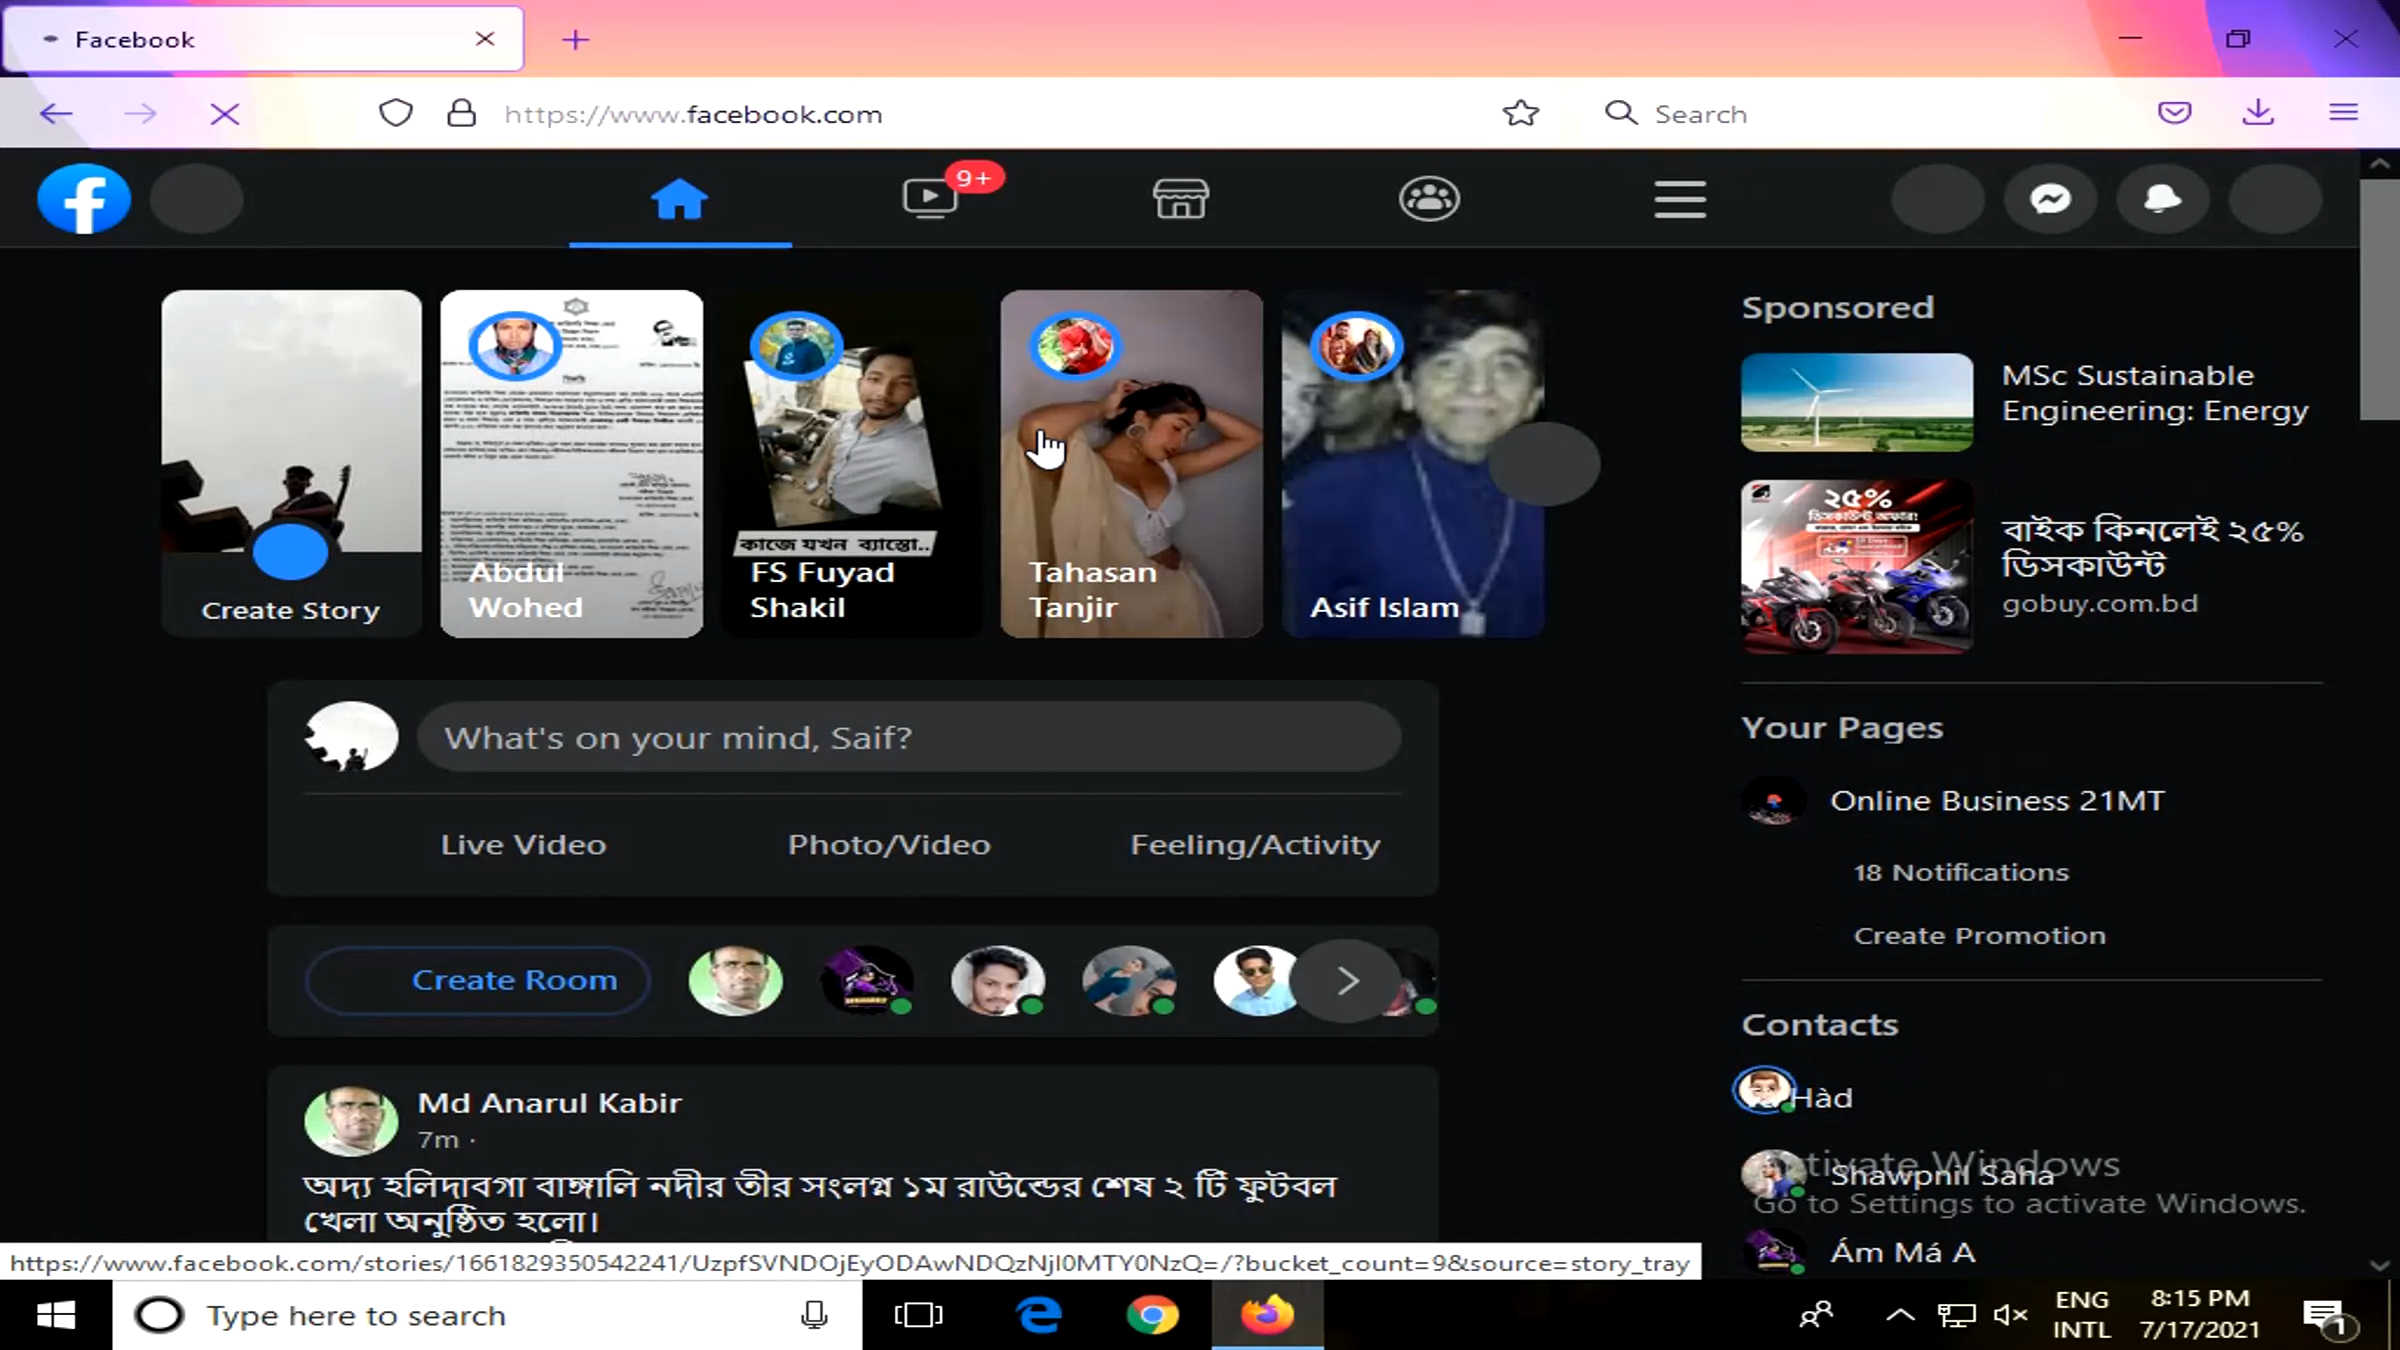 Facebook
https://www.facebook.com
Search
9+
Sponsored
MSc Sustainable
Engineering: Energy
২৫%
ডিসকাউন্ট অফার!
বাইক কিনলেই ২৫%
ডিসকাউন্ট
gobuy.com.bd
কাজে যখন ব্যাস্তো..
Create Story
Abdul
Wohed
FS Fuyad
Shakil
Tahasan
Tanjir
Asif Islam
What's on your mind, Saif?
Live Video
Photo/Video
Feeling/Activity
Your Pages
Online Business 21MT
18 Notifications
Create Promotion
Create Room
Contacts
Hàd
Md Anarul Kabir
7m ·
অদ্য হলিদাবগা বাঙ্গালি নদীর তীর সংলগ্ন ১ম রাউন্ডের শেষ ২ টি ফুটবল
খেলা অনুষ্ঠিত হলো।
Activate Windows
Shawpnil Saha
Go to Settings to activate Windows.
Ám Má A
https://www.facebook.com/stories/1661829350542241/UzpfSVNDOjEyODAwNDQzNjI0MTY0NzQ=/?bucket_count=9&source=story_tray
Type here to search
ENG
INTL
8:15 PM
7/17/2021
1